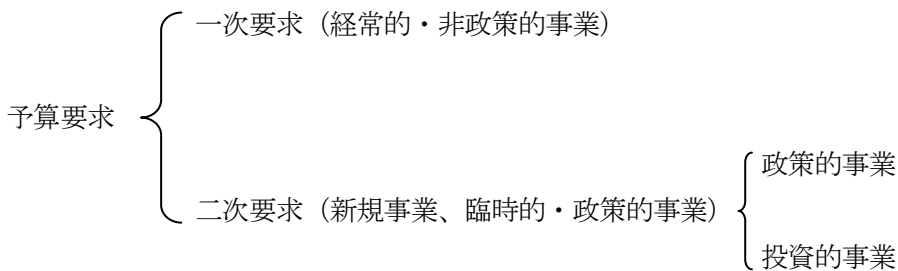 一次要求（経常的・非政策的事業）
予算要求
政策的事業
二次要求（新規事業、臨時的・政策的事業）
投資的事業